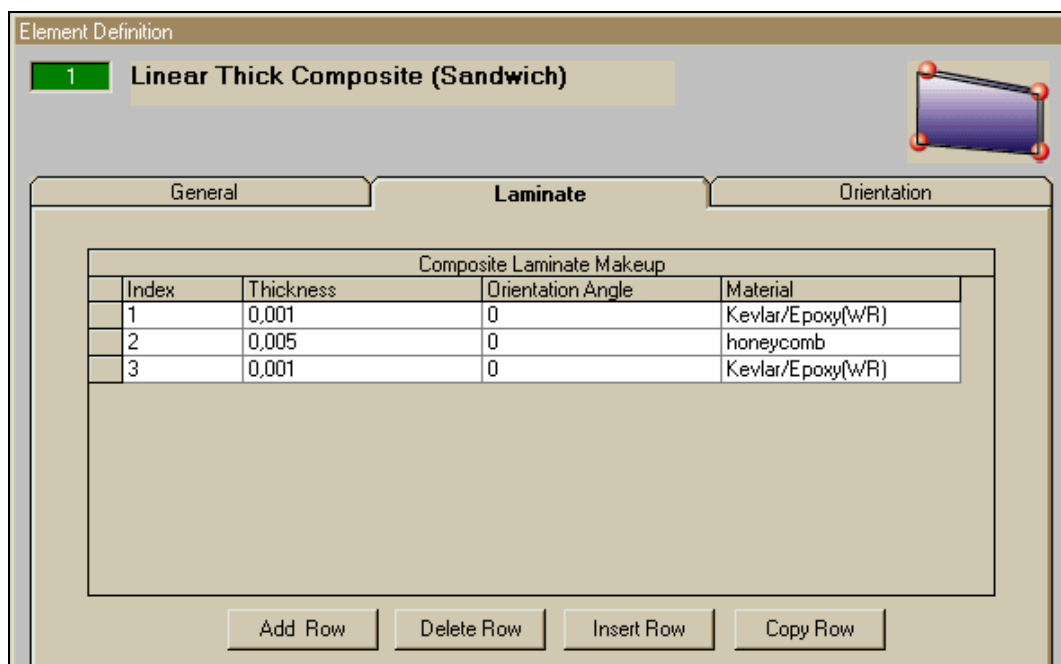 Element Definition
1 Linear Thick Composite (Sandwich)
General Laminate Orientation
Composite Laminate Makeup
Index Thickness Orientation Angle Material
1 0,001 0 Kevlar/Epoxy(WR)
2 0,005 0 honeycomb
3 0,001 0 Kevlar/Epoxy(WR)
Add Row Delete Row Insert Row Copy Row